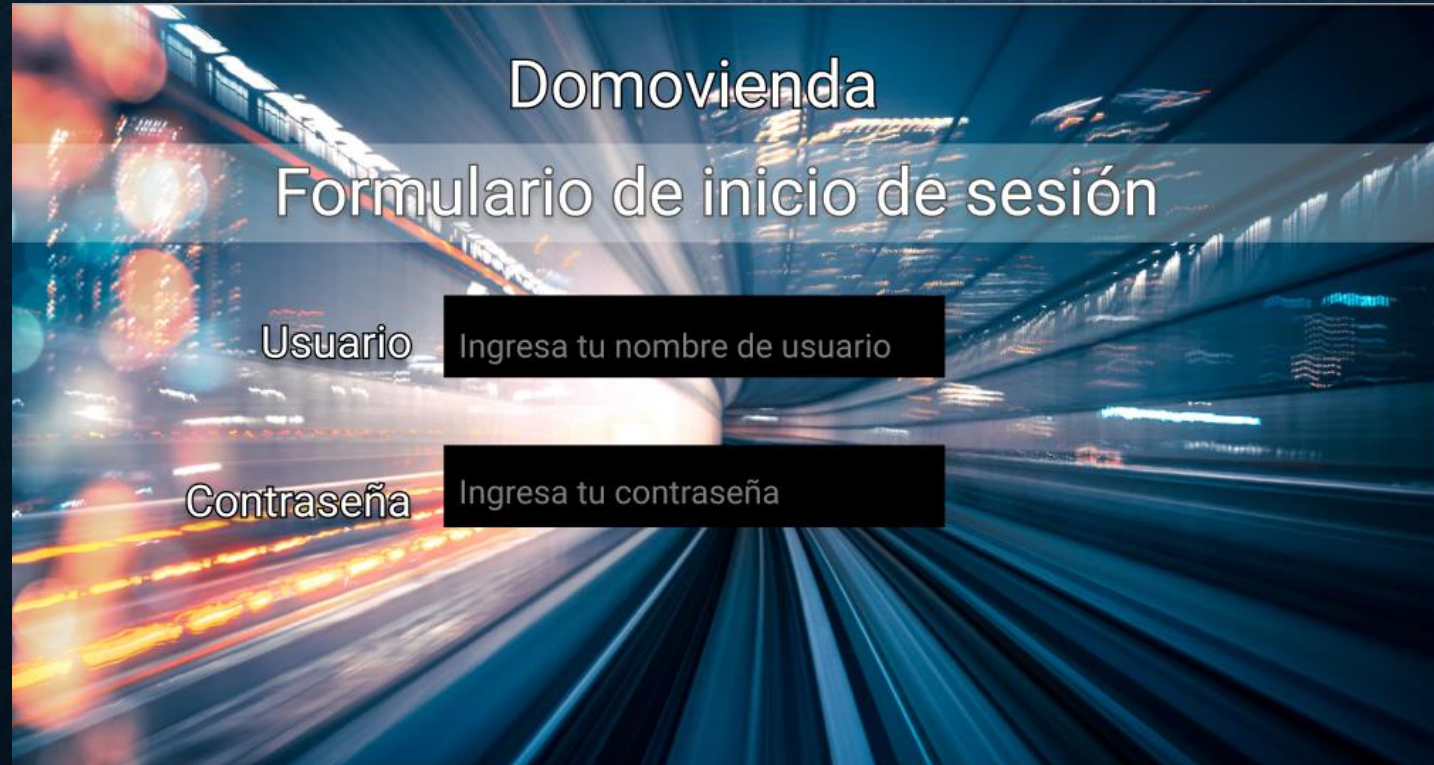 Domovienda
Formulario de inicio de sesión
Usuario
Ingresa tu nombre de usuario
Contraseña
Ingresa tu contraseña